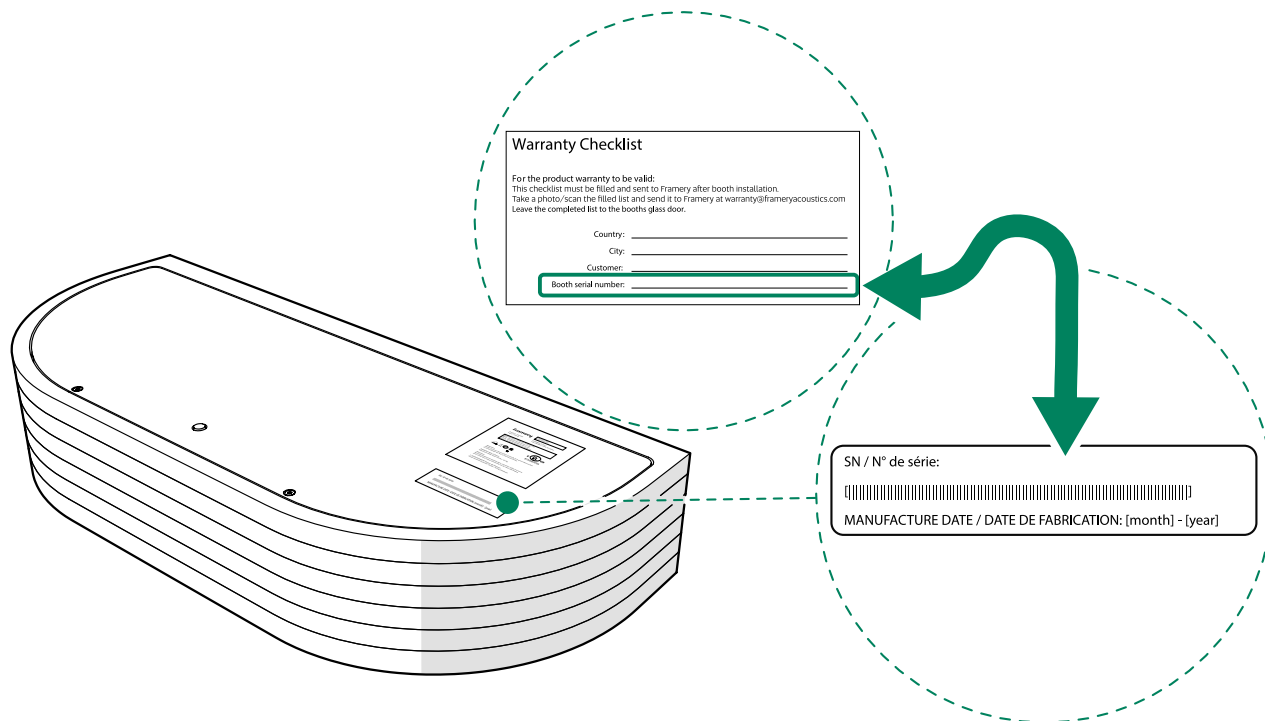 Warranty Checklist
For the product warranty to be valid:
This checklist must be filled and sent to Framery after booth installation.
Take a photo/scan the filled list and send it to Framery at warranty@frameryacoustics.com
Leave the completed list to the booths glass door.
Country:
City:
Customer:
Booth serial number:
SN / N° de série:
MANUFACTURE DATE / DATE DE FABRICATION: [month] - [year]